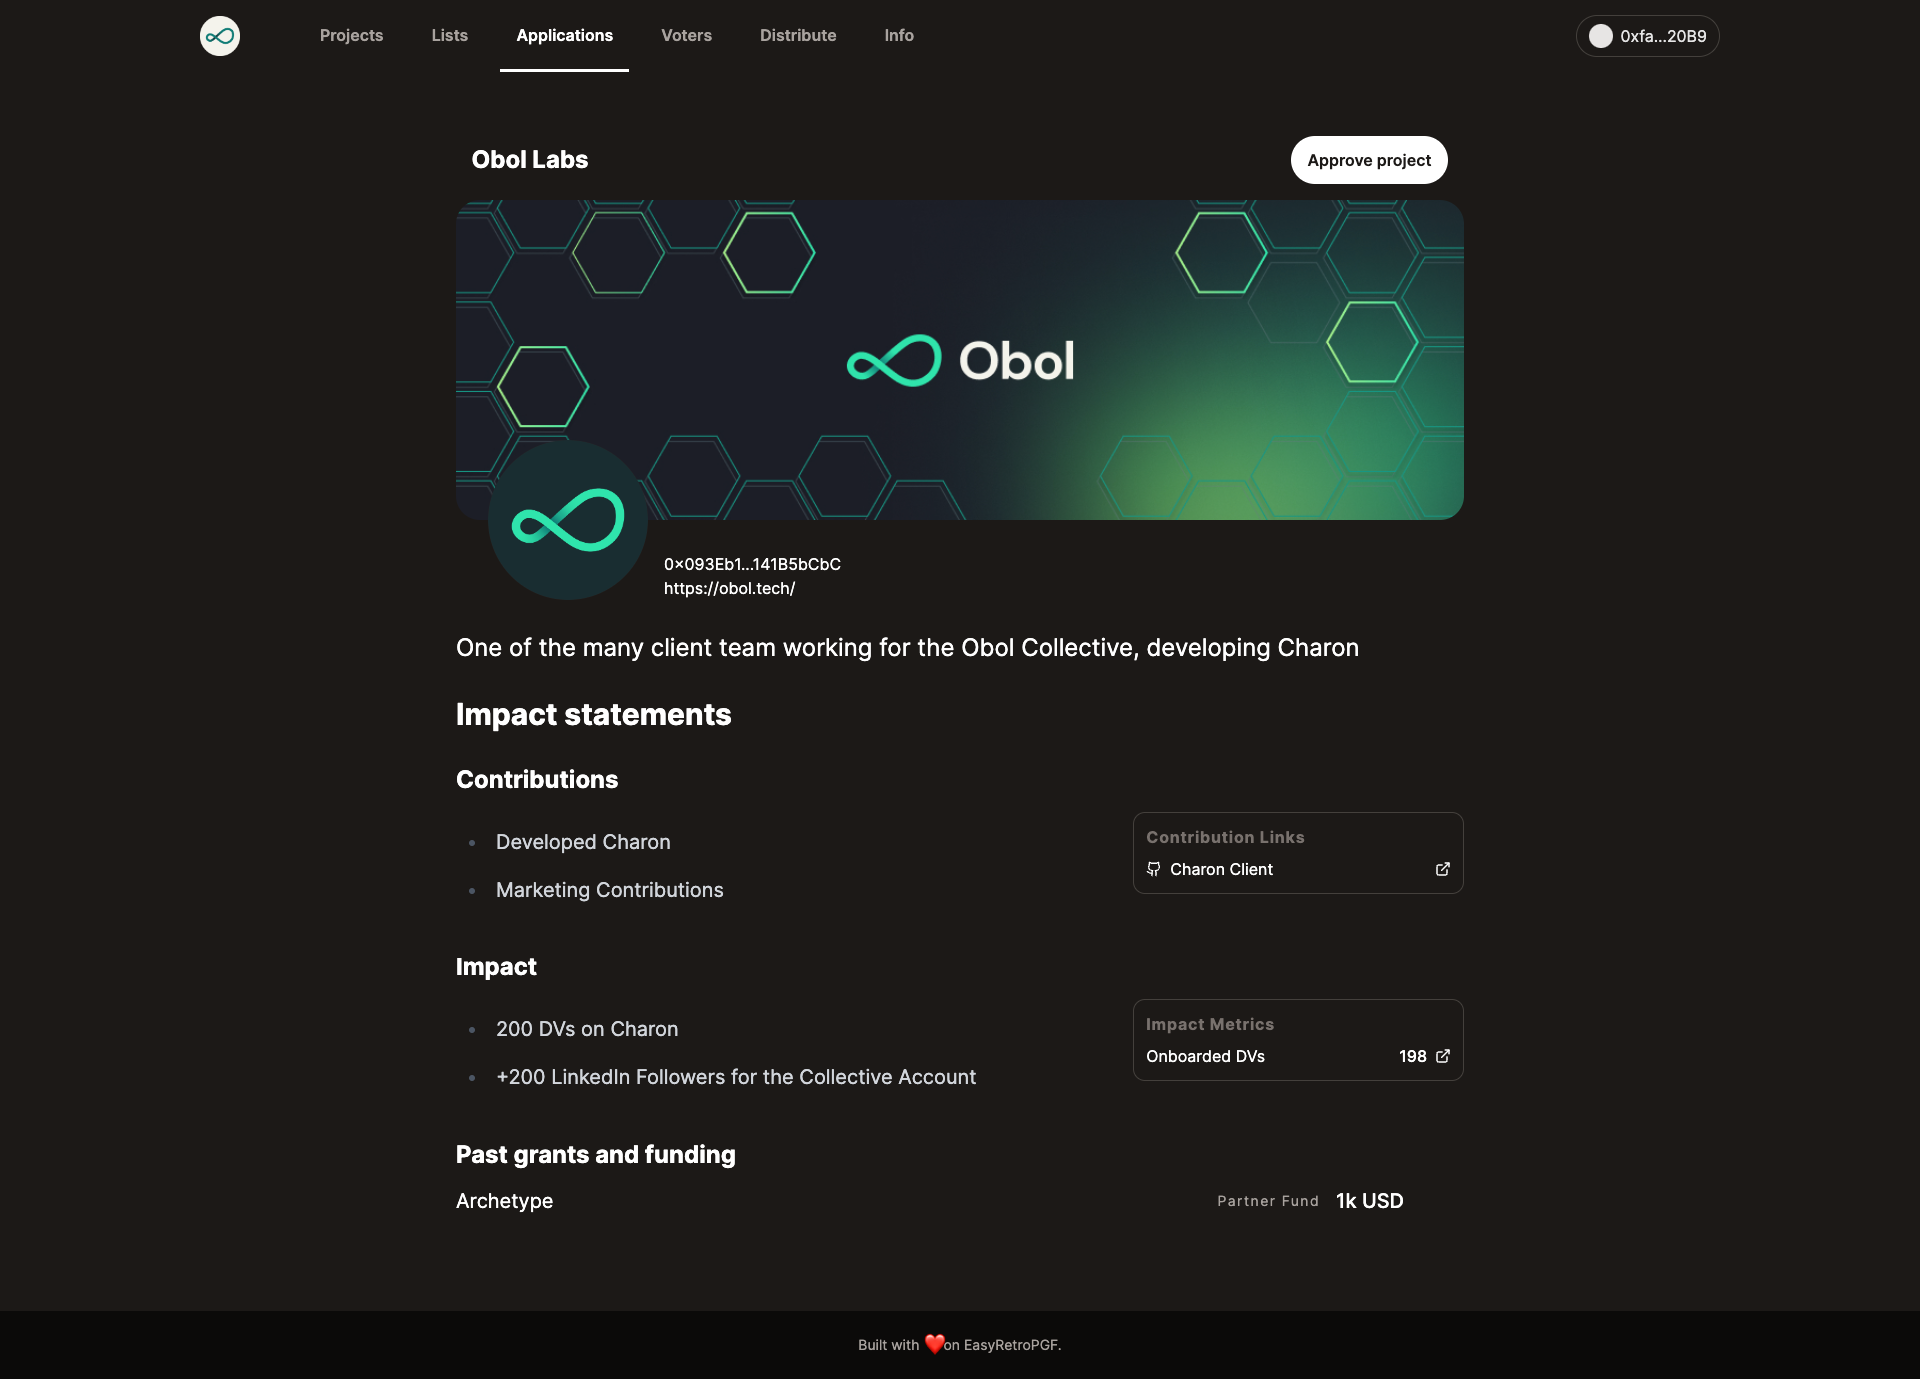 Projects Lists Applications Voters Distribute Info 0xfa...20B9
Obol Labs Approve project
Obol
0×093Eb1...141B5bCbC
https://obol.tech/
One of the many client team working for the Obol Collective, developing Charon
Impact statements
Contributions
Developed Charon
Marketing Contributions
Contribution Links
Charon Client
Impact
200 DVs on Charon
+200 LinkedIn Followers for the Collective Account
Impact Metrics
Onboarded DVs 198
Past grants and funding
Archetype Partner Fund 1k USD
Built with ❤️on EasyRetroPGF.